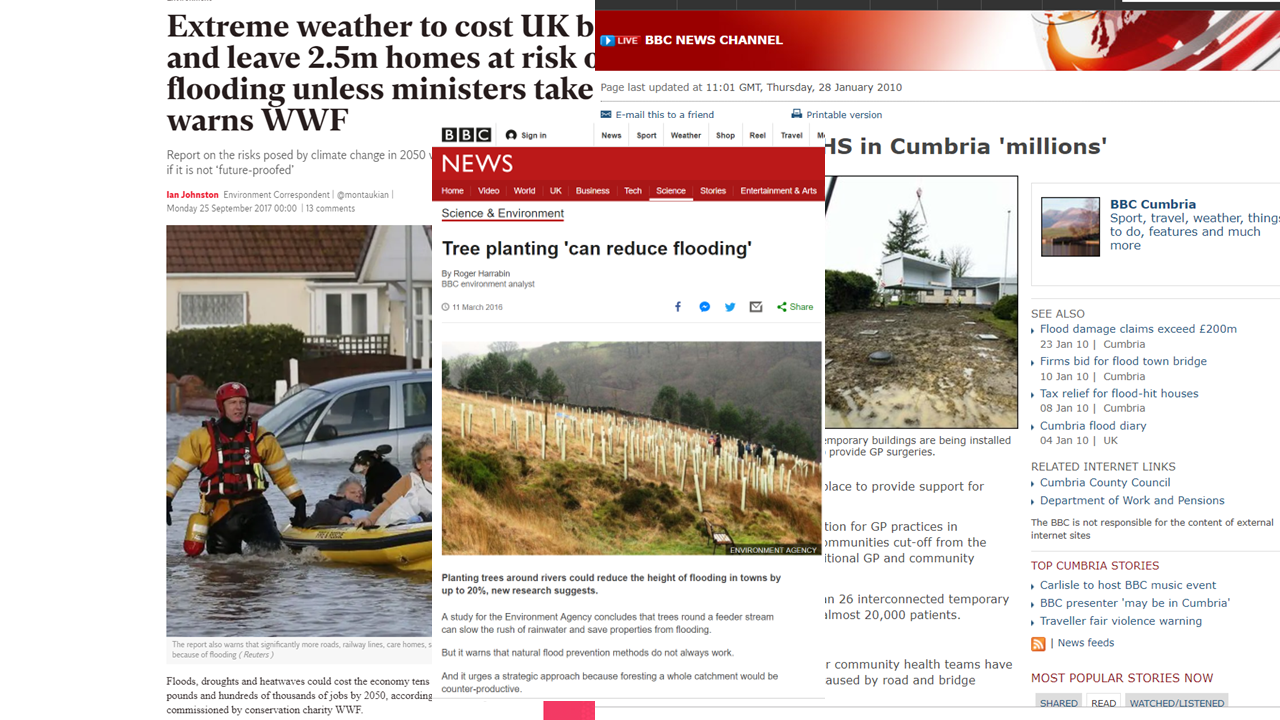 Extreme weather to cost UK b
and leave 2.5m homes at risk o
flooding unless ministers take
warns WWF
Report on the risks posed by climate change in 2050 w
if it is not ‘future-proofed’
Ian Johnston Environment Correspondent | @montaukian |
Monday 25 September 2017 00:00 | 13 comments
The report also warns that significantly more roads, railway lines, care homes, s
because of flooding ( Reuters )
Floods, droughts and heatwaves could cost the economy tens
pounds and hundreds of thousands of jobs by 2050, according
commissioned by conservation charity WWF.
BBC Sign in News Sport Weather Shop Reel Travel M
NEWS
Home Video World UK Business Tech Science Stories Entertainment & Arts
Science & Environment
Tree planting 'can reduce flooding'
By Roger Harrabin
BBC environment analyst
11 March 2016
Share
ENVIRONMENT AGENCY
Planting trees around rivers could reduce the height of flooding in towns by
up to 20%, new research suggests.
A study for the Environment Agency concludes that trees round a feeder stream
can slow the rush of rainwater and save properties from flooding.
But it warns that natural flood prevention methods do not always work.
And it urges a strategic approach because foresting a whole catchment would be
counter-productive.
LIVE BBC NEWS CHANNEL
Page last updated at 11:01 GMT, Thursday, 28 January 2010
E-mail this to a friend Printable version
HS in Cumbria 'millions'
emporary buildings are being installed
provide GP surgeries.
place to provide support for
tion for GP practices in
ommunities cut-off from the
itional GP and community
an 26 interconnected temporary
almost 20,000 patients.
r community health teams have
aused by road and bridge
BBC Cumbria
Sport, travel, weather, things
to do, features and much
more
SEE ALSO
Flood damage claims exceed £200m
23 Jan 10 | Cumbria
Firms bid for flood town bridge
10 Jan 10 | Cumbria
Tax relief for flood-hit houses
08 Jan 10 | Cumbria
Cumbria flood diary
04 Jan 10 | UK
RELATED INTERNET LINKS
Cumbria County Council
Department of Work and Pensions
The BBC is not responsible for the content of external
internet sites
TOP CUMBRIA STORIES
Carlisle to host BBC music event
BBC presenter 'may be in Cumbria'
Traveller fair violence warning
| News feeds
MOST POPULAR STORIES NOW
SHARED READ WATCHED/LISTENED